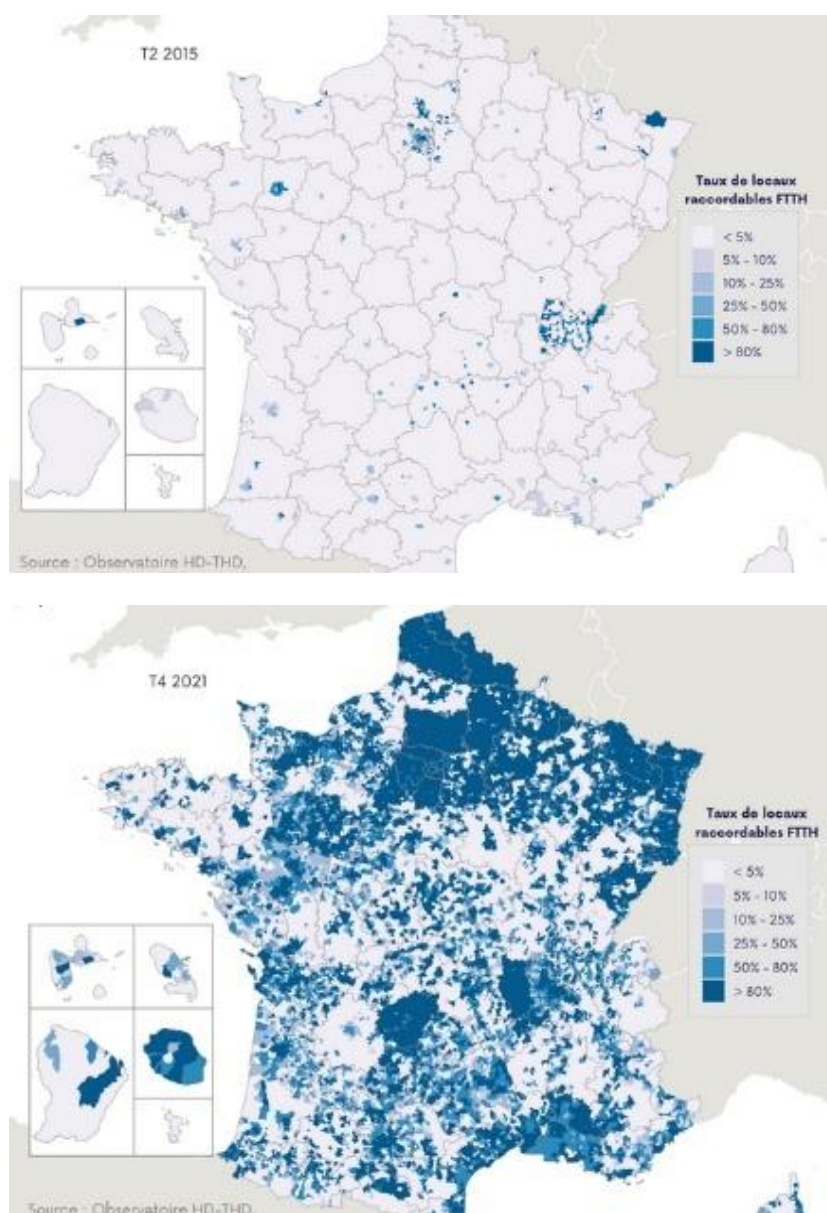 T2 2015
Taux de locaux
raccordables FTTH
< 5%
5% - 10%
10% - 25%
25% - 50%
50% - 80%
> 80%
Source : Observatoire HD-THD,
T4 2021
Taux de locaux
raccordables FTTH
< 5%
5% - 10%
10% - 25%
25% - 50%
50% - 80%
> 80%
Source : Observatoire HD-THD,